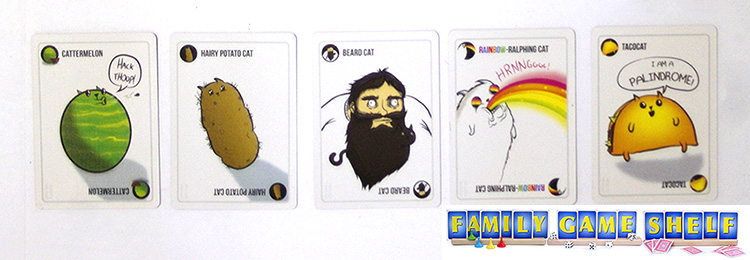 CATTERMELON
HACK
THOOP!
CATTERMELON
HAIRY POTATO CAT
HAIRY POTATO CAT
BEARD CAT
BEARD CAT
RAINBOW-RALPHING CAT
HRNNGGGG!
RAINBOW-RALPHING CAT
TACOCAT
I AM A
PALINDROME!
TACOCAT
FAMILY GAME SHELF